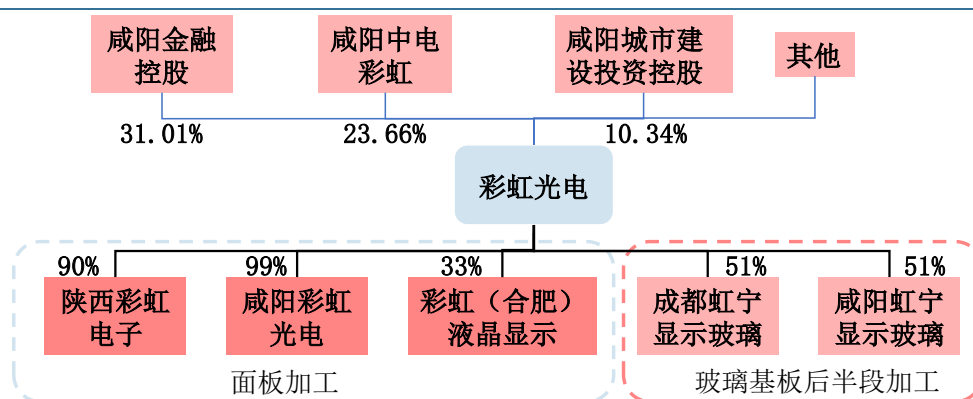 咸阳金融
控股
咸阳中电
彩虹
咸阳城市建
设投资控股
其他
31.01%
23.66%
10.34%
彩虹光电
90%
99%
33%
51%
51%
陕西彩虹
电子
咸阳彩虹
光电
彩虹（合肥）
液晶显示
成都虹宁
显示玻璃
咸阳虹宁
显示玻璃
面板加工
玻璃基板后半段加工